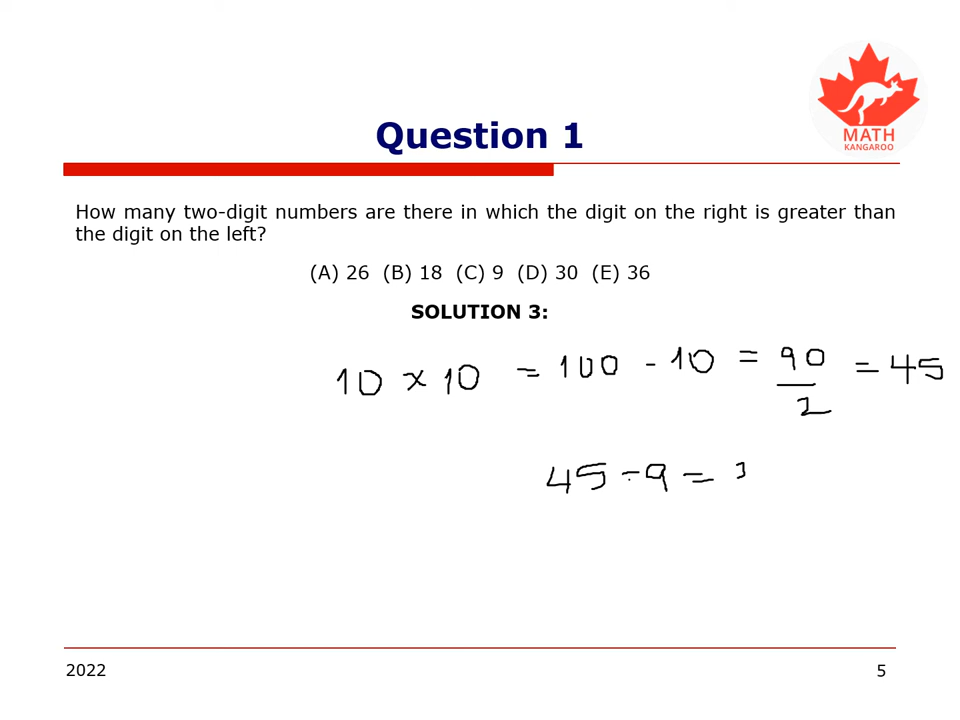 MATH
KANGAROO
Question 1
How many two-digit numbers are there in which the digit on the right is greater than
the digit on the left?
(A) 26 (B) 18 (C) 9 (D) 30 (E) 36
SOLUTION 3:
10 × 10 = 100 - 10 = 90/2 = 45
45 - 9 = 3
2022
5